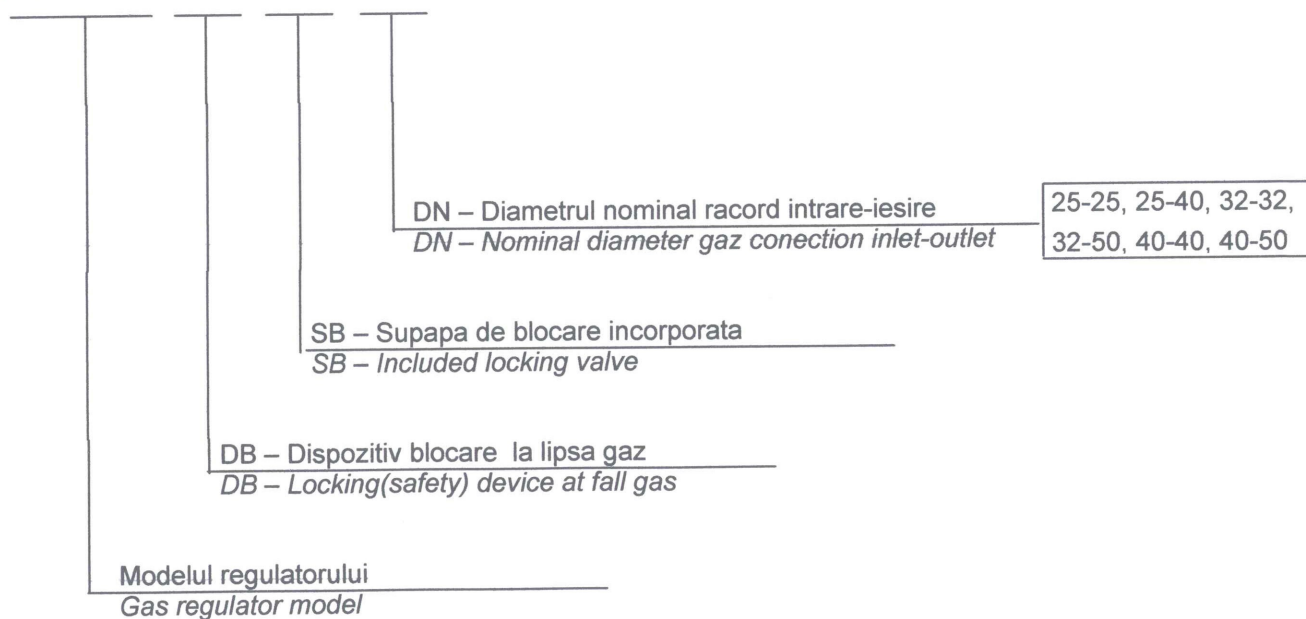 DN – Diametrul nominal racord intrare-iesire
DN – Nominal diameter gaz conection inlet-outlet
25-25, 25-40, 32-32,
32-50, 40-40, 40-50
SB – Supapa de blocare incorporata
SB – Included locking valve
DB – Dispozitiv blocare la lipsa gaz
DB – Locking(safety) device at fall gas
Modelul regulatorului
Gas regulator model